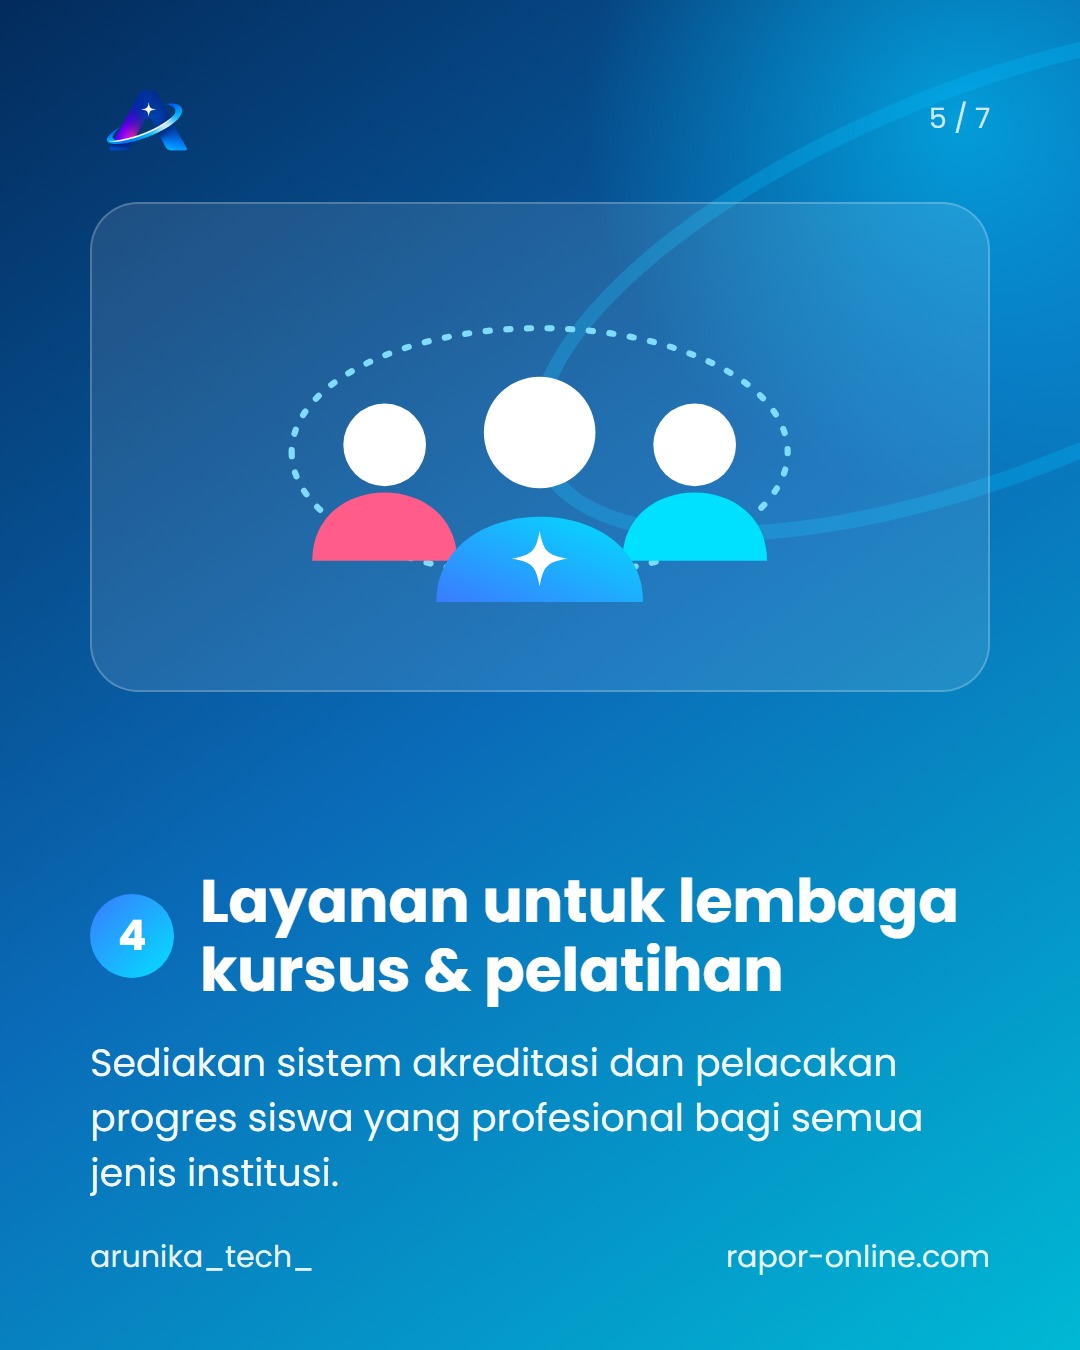 5 / 7
4
Layanan untuk lembaga
kursus & pelatihan
Sediakan sistem akreditasi dan pelacakan
progres siswa yang profesional bagi semua
jenis institusi.
arunika_tech_
rapor-online.com